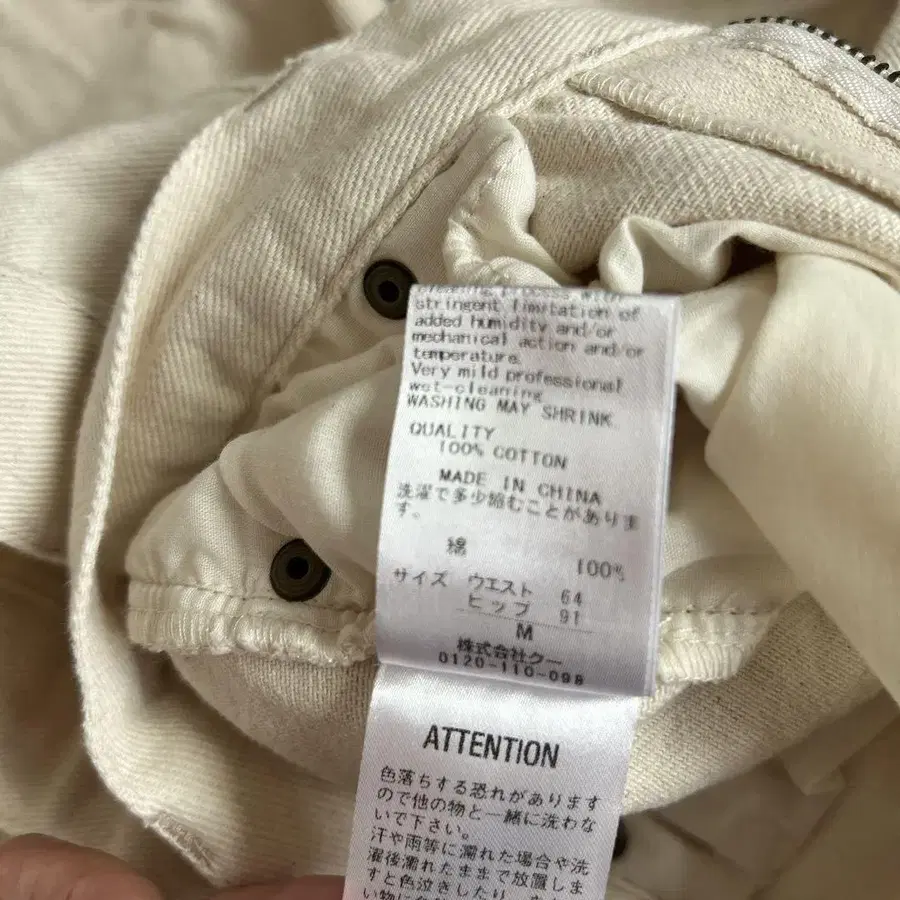 stringent limitation of
added humidity and/or
mechanical action and/or
temperature.
Very mild professional
wet-cleaning
WASHING MAY SHRINK
QUALITY
100% COTTON
MADE IN CHINA
洗濯で多少縮むことがありま
す。
綿 100%
サイズ ウエスト 64
ヒップ 91
M
株式会社クー
0120-110-098
ATTENTION
色落ちする恐れがあります
ので他の物と一緒に洗わな
いで下さい。
汗や雨等に濡れた場合や洗
濯後濡れたままで放置しま
すと色泣きしたり